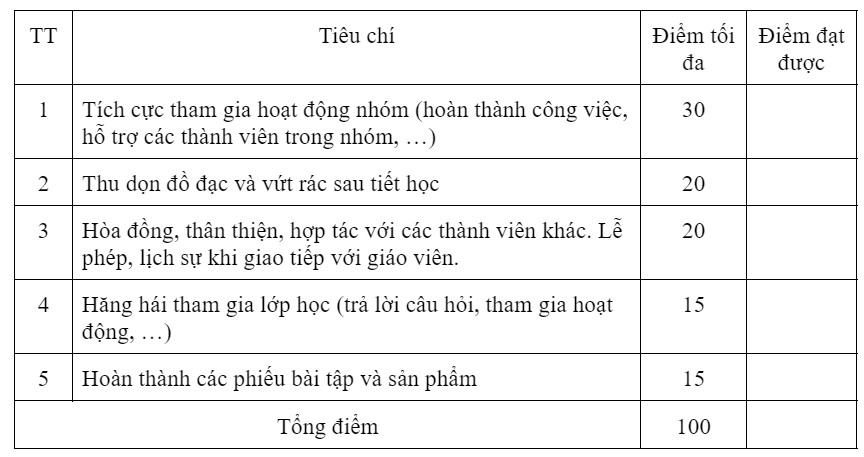 TT Tiêu chí Điểm tối đa Điểm đạt được
1 Tích cực tham gia hoạt động nhóm (hoàn thành công việc, 30
hỗ trợ các thành viên trong nhóm, …)
2 Thu dọn đồ đạc và vứt rác sau tiết học 20
3 Hòa đồng, thân thiện, hợp tác với các thành viên khác. Lễ 20
phép, lịch sự khi giao tiếp với giáo viên.
4 Hăng hái tham gia lớp học (trả lời câu hỏi, tham gia hoạt 15
động, …)
5 Hoàn thành các phiếu bài tập và sản phẩm 15
Tổng điểm 100